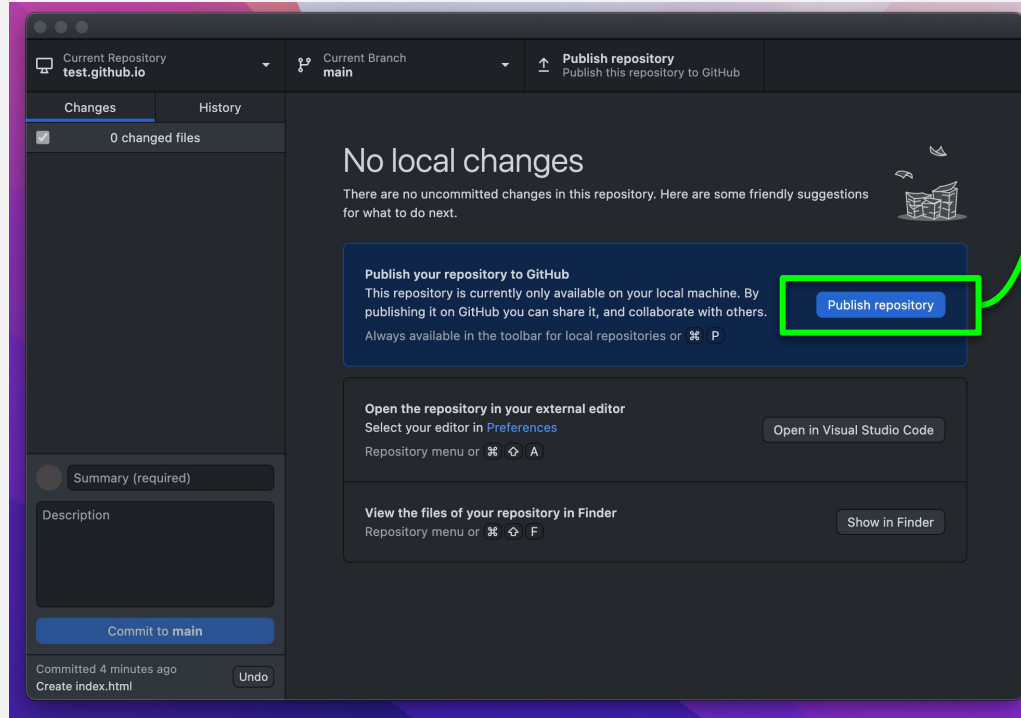 Current Repository
test.github.io
Current Branch
main
Publish repository
Publish this repository to GitHub
Changes
History
0 changed files
No local changes
There are no uncommitted changes in this repository. Here are some friendly suggestions
for what to do next.
Publish your repository to GitHub
This repository is currently only available on your local machine. By
publishing it on GitHub you can share it, and collaborate with others.
Always available in the toolbar for local repositories or ⌘ P
Publish repository
Open the repository in your external editor
Select your editor in Preferences
Repository menu or ⌘ ⇧ A
Open in Visual Studio Code
View the files of your repository in Finder
Repository menu or ⌘ ⇧ F
Show in Finder
Summary (required)
Description
Commit to main
Committed 4 minutes ago
Create index.html
Undo